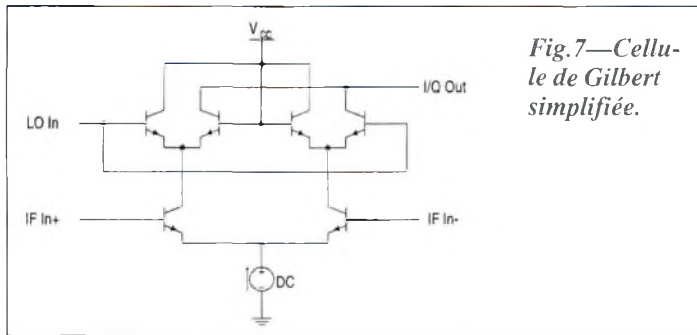 Vcc
Fig.7—Cellu-
le de Gilbert
simplifiée.
I/Q Out
LO In
IF In+
IF In-
DC